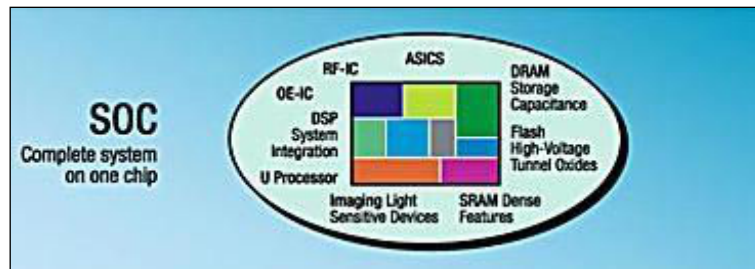 SOC
Complete system
on one chip
ASICS
RF-IC
OE-IC
DSP
System
Integration
U Processor
DRAM
Storage
Capacitance
Flash
High-Voltage
Tunnel Oxides
Imaging Light
Sensitive Devices
SRAM Dense
Features